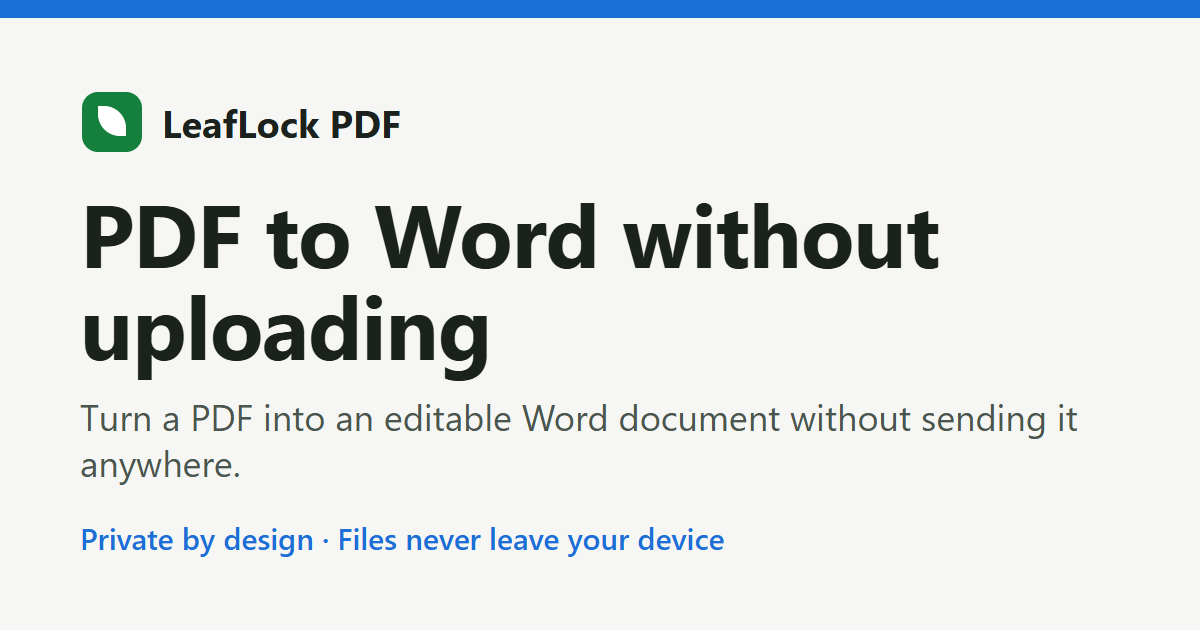 LeafLock PDF
PDF to Word without
uploading
Turn a PDF into an editable Word document without sending it
anywhere.
Private by design · Files never leave your device